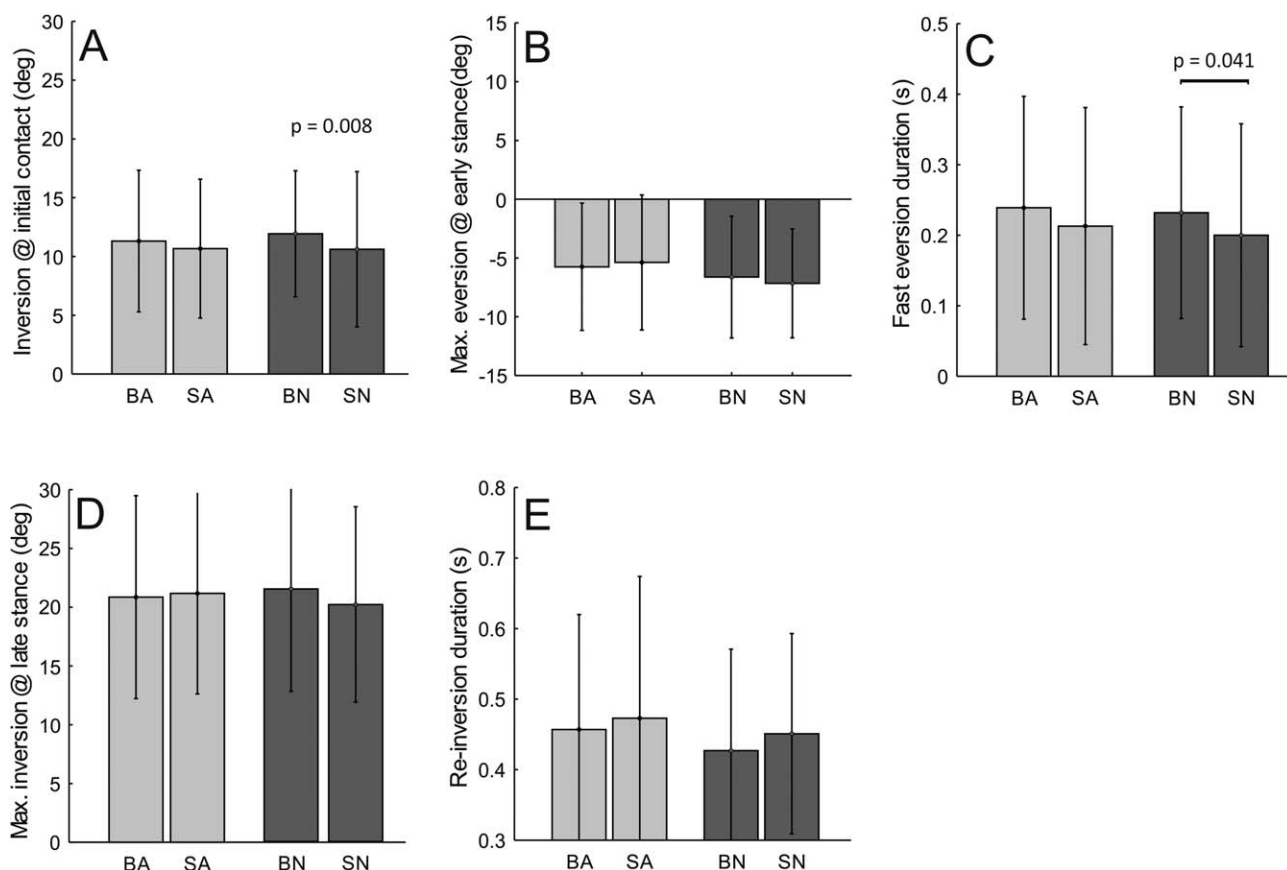 A
Inversion @ initial contact (deg)
30
25
20
15
10
5
0
p = 0.008
BA SA BN SN
B
Max. eversion @ early stance(deg)
15
10
5
0
-5
-10
-15
BA SA BN SN
C
Fast eversion duration (s)
0.5
0.4
0.3
0.2
0.1
0
p = 0.041
BA SA BN SN
D
Max. inversion @ late stance (deg)
30
25
20
15
10
5
0
BA SA BN SN
E
Re-inversion duration (s)
0.8
0.7
0.6
0.5
0.4
0.3
BA SA BN SN